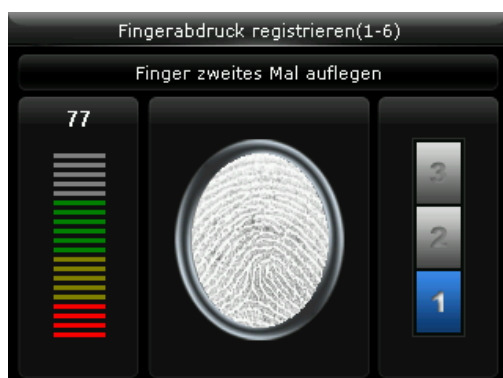 Fingerabdruck registrieren(1-6)
Finger zweites Mal auflegen
77
3
2
1